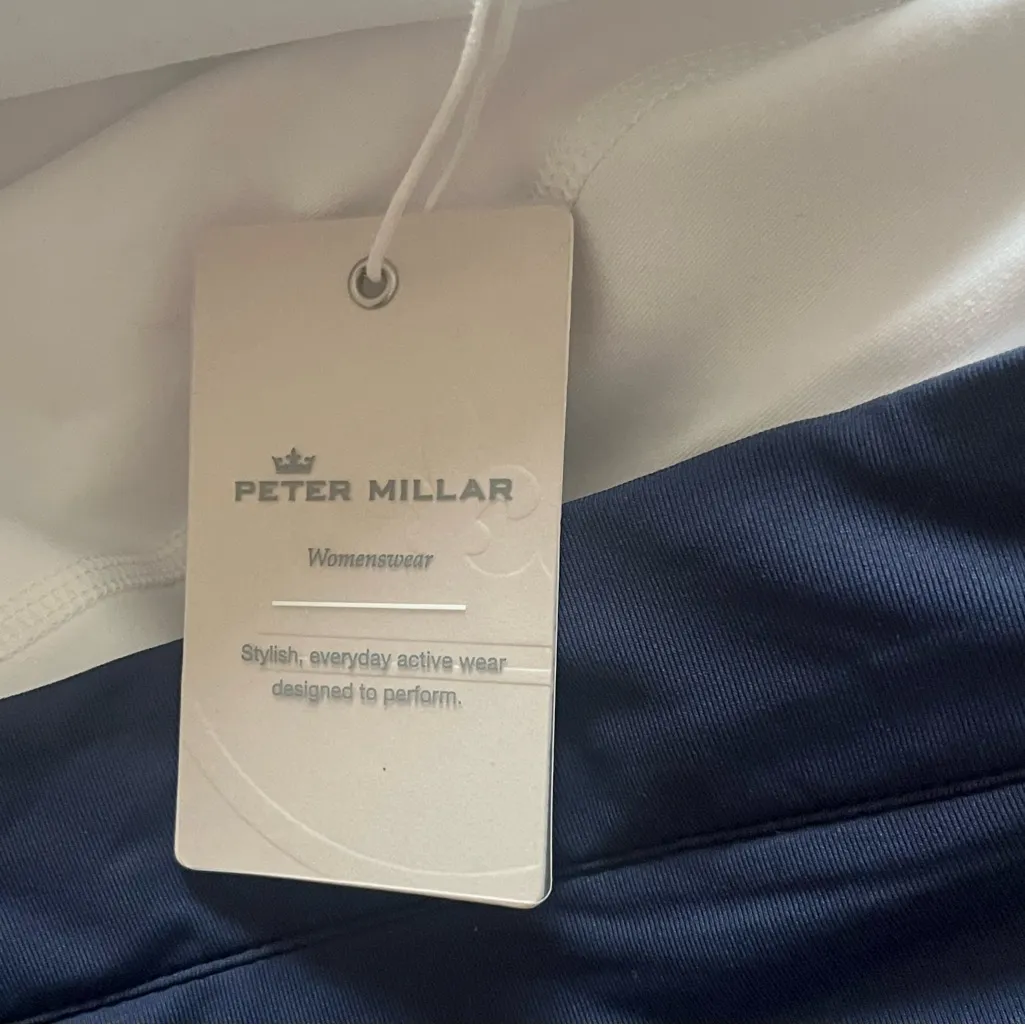 PETER MILLAR
Womenswear
Stylish, everyday active wear
designed to perform.